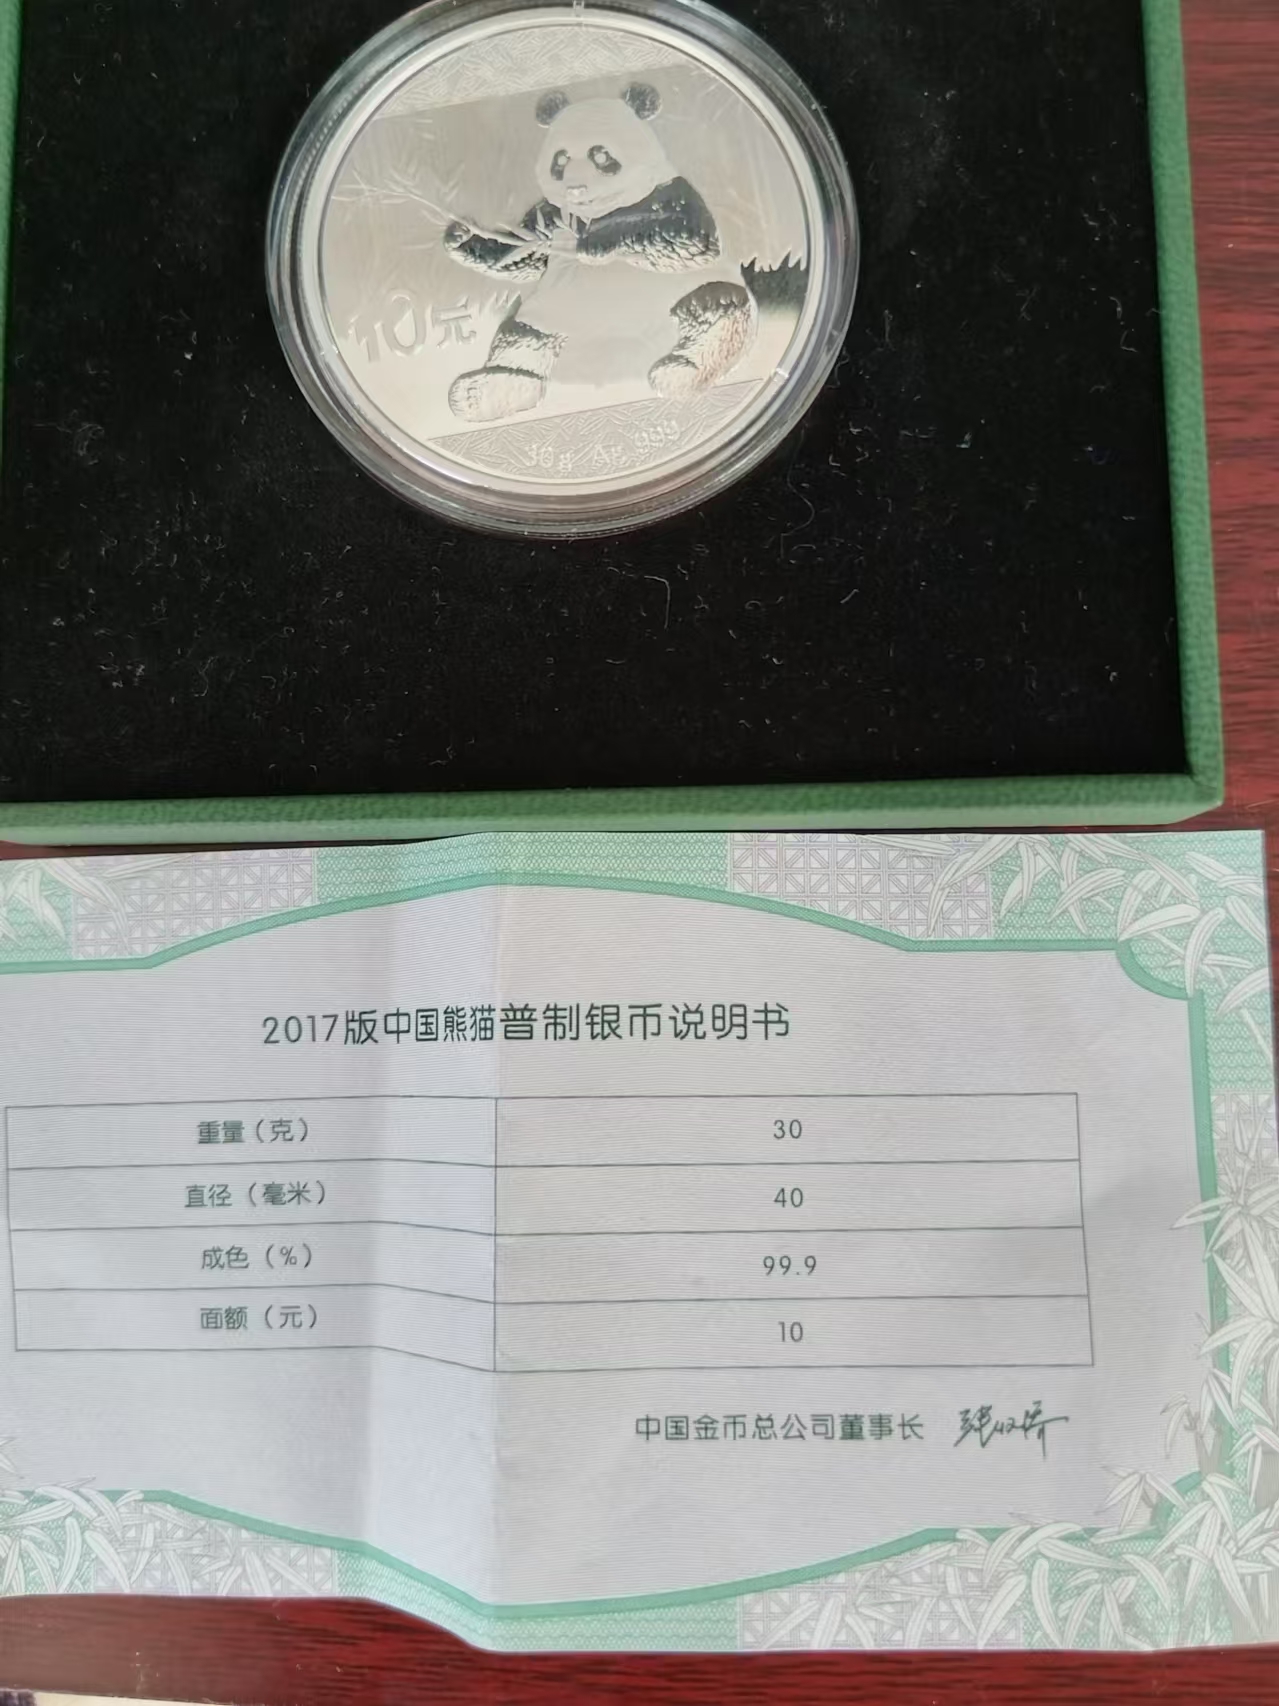 10元
30g Ag.999
2017版中国熊猫普制银币说明书
重量（克） 30
直径（毫米） 40
成色（%） 99.9
面额（元） 10
中国金币总公司董事长